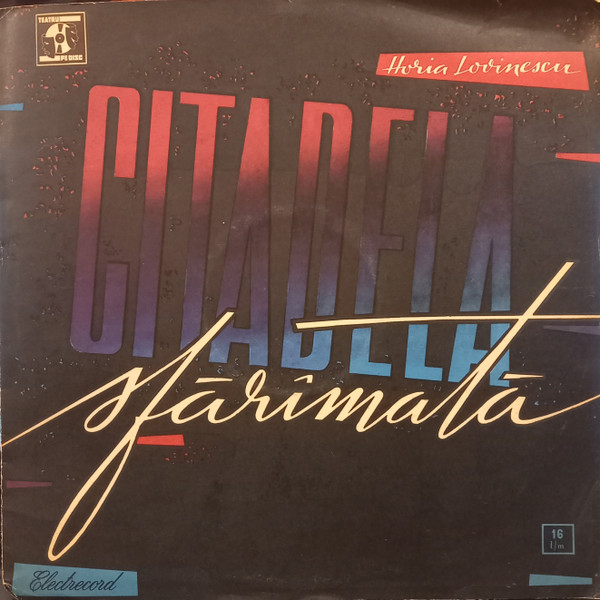 TEATRU
PE DISC
Horia Lovinescu
CITADELA
sfărîmată
16
l/m
Electrecord